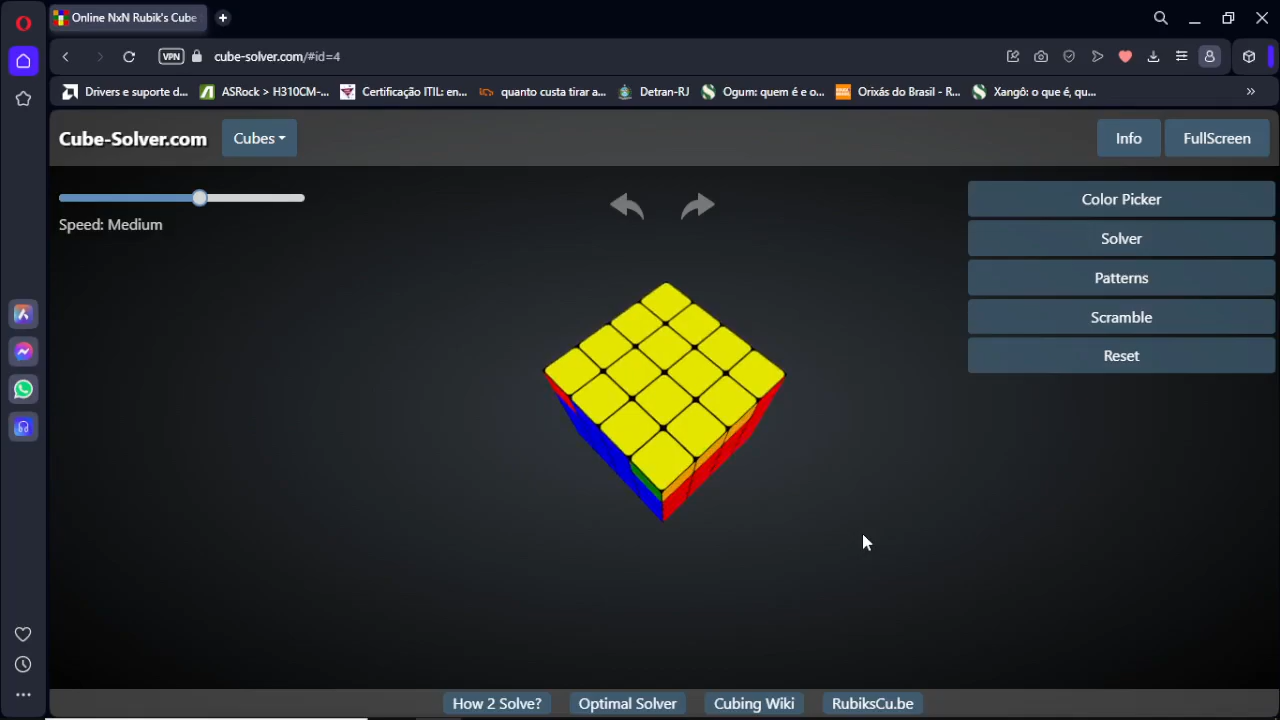 Online NxN Rubik's Cube
VPN
cube-solver.com/#id=4
Drivers e suporte d...
ASRock > H310CM-...
Certificação ITIL: en...
quanto custa tirar a...
Detran-RJ
Ogum: quem é e o...
Orixás do Brasil - R...
Xangô: o que é, qu...
Cube-Solver.com
Cubes
Info
FullScreen
Speed: Medium
Color Picker
Solver
Patterns
Scramble
Reset
How 2 Solve?
Optimal Solver
Cubing Wiki
RubiksCu.be